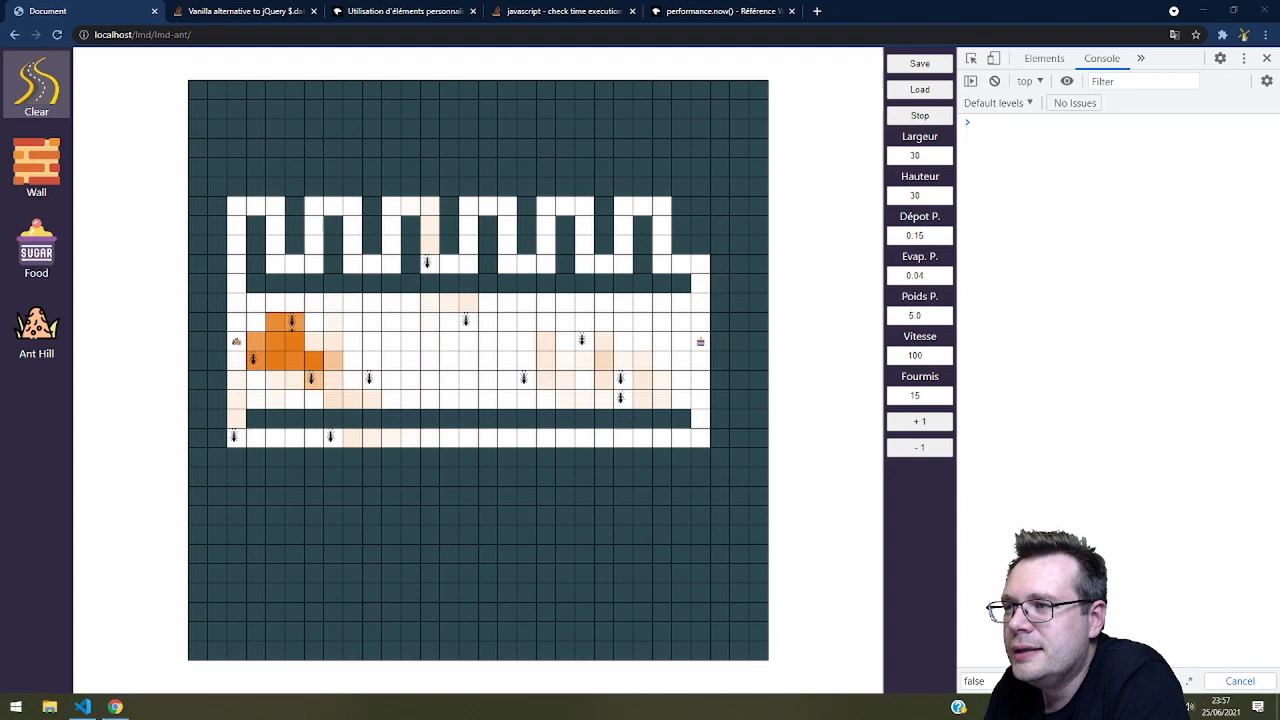 Document
Vanilla alternative to jQuery $.dat
Utilisation d'éléments personnal
javascript - check time execution
performance.now() - Référence W
localhost/lmd/lmd-ant/
Clear
Wall
SUGAR
Food
Ant Hill
Save
Load
Stop
Largeur
30
Hauteur
30
Dépot P.
0.15
Evap. P.
0.04
Poids P.
5.0
Vitesse
100
Fourmis
15
+ 1
- 1
Elements
Console
»
top
Filter
Default levels
No Issues
>
false
.*
Cancel
23:57
25/06/2021